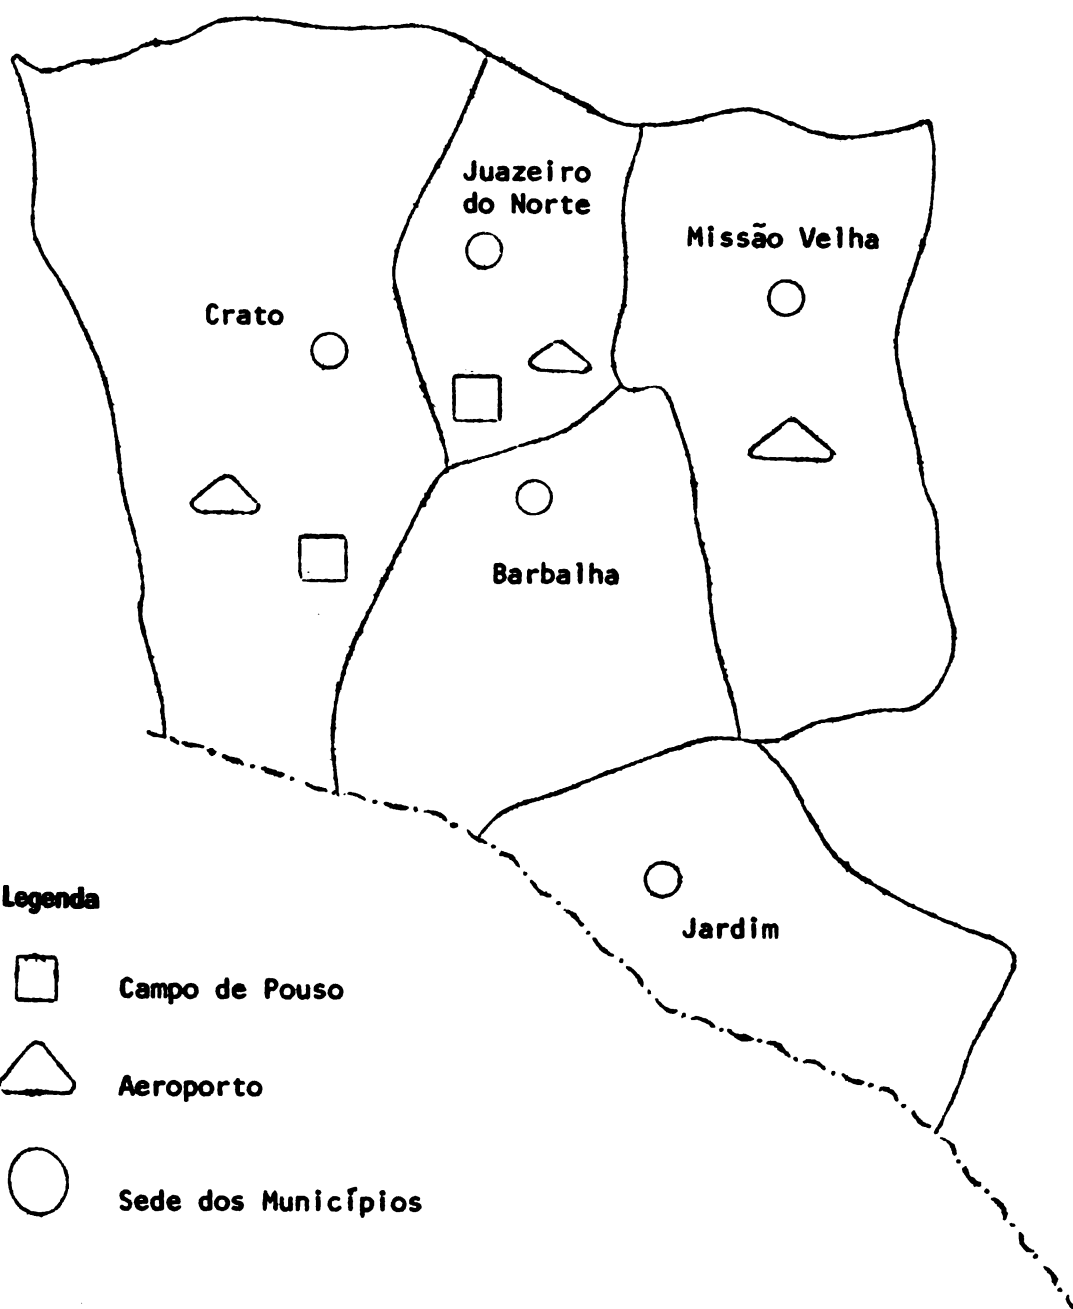 Juazeiro
do Norte
Missão Velha
Crato
Barbalha
Jardim
Legenda
Campo de Pouso
Aeroporto
Sede dos Municípios